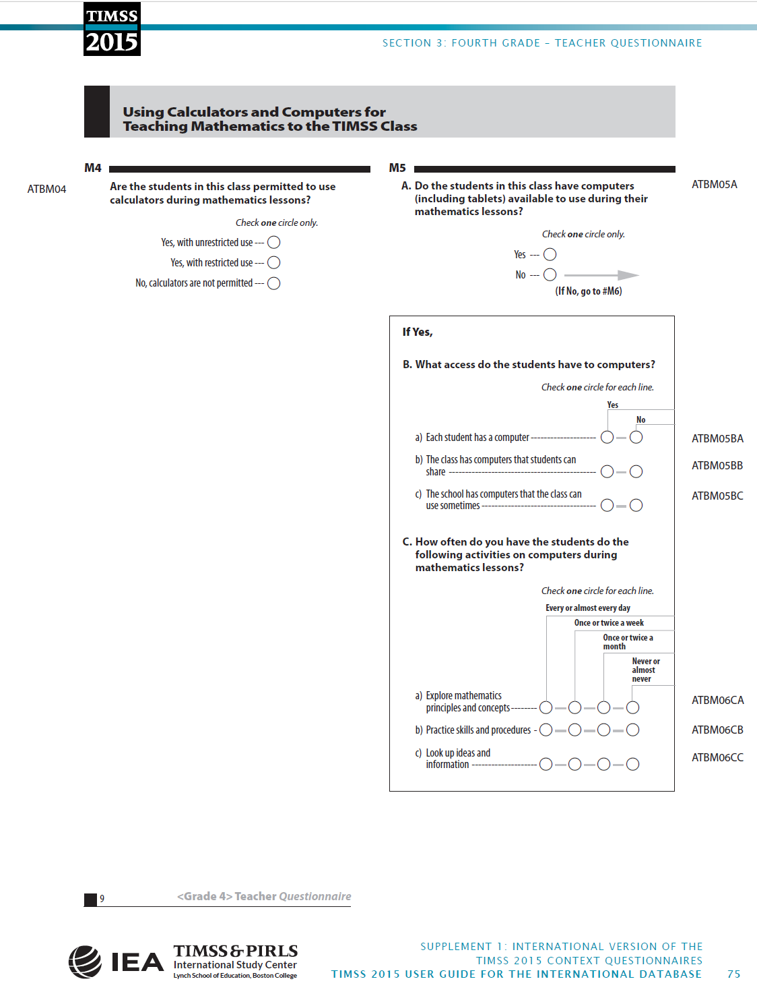 TIMSS
2015
SECTION 3: FOURTH GRADE – TEACHER QUESTIONNAIRE
Using Calculators and Computers for
Teaching Mathematics to the TIMSS Class
M4
ATBM04
Are the students in this class permitted to use
calculators during mathematics lessons?
Check one circle only.
Yes, with unrestricted use ---
Yes, with restricted use ---
No, calculators are not permitted ---
M5
A. Do the students in this class have computers
(including tablets) available to use during their
mathematics lessons?
ATBM05A
Check one circle only.
Yes ---
No ---
(If No, go to #M6)
If Yes,
B. What access do the students have to computers?
Check one circle for each line.
Yes
No
a) Each student has a computer --------------------
ATBM05BA
b) The class has computers that students can
share ---------------------------------------------
ATBM05BB
c) The school has computers that the class can
use sometimes -----------------------------------
ATBM05BC
C. How often do you have the students do the
following activities on computers during
mathematics lessons?
Check one circle for each line.
Every or almost every day
Once or twice a week
Once or twice a
month
Never or
almost
never
a) Explore mathematics
principles and concepts --------
ATBM06CA
b) Practice skills and procedures -
ATBM06CB
c) Look up ideas and
information --------------------
ATBM06CC
9
<Grade 4> Teacher Questionnaire
IEA
TIMSS & PIRLS
International Study Center
Lynch School of Education, Boston College
SUPPLEMENT 1: INTERNATIONAL VERSION OF THE
TIMSS 2015 CONTEXT QUESTIONNAIRES
TIMSS 2015 USER GUIDE FOR THE INTERNATIONAL DATABASE 75